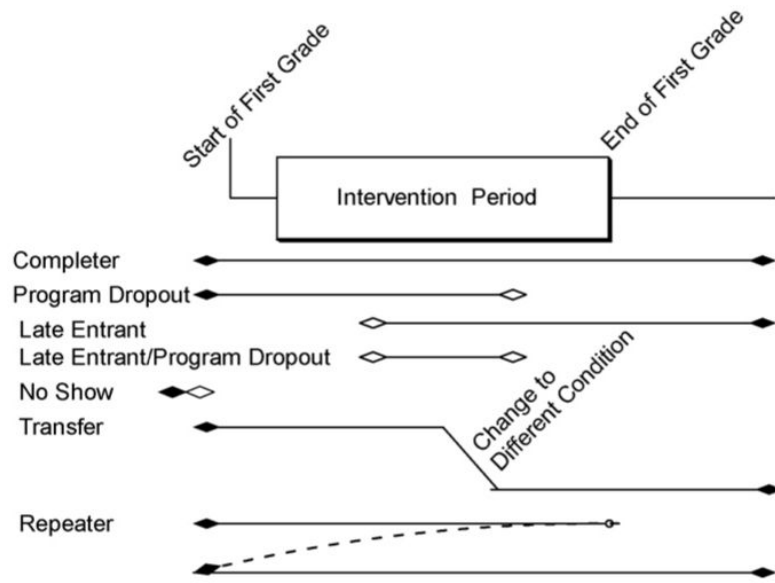 Start of First Grade
End of First Grade
Intervention Period
Completer
Program Dropout
Late Entrant
Late Entrant/Program Dropout
No Show
Transfer
Change to
Different Condition
Repeater